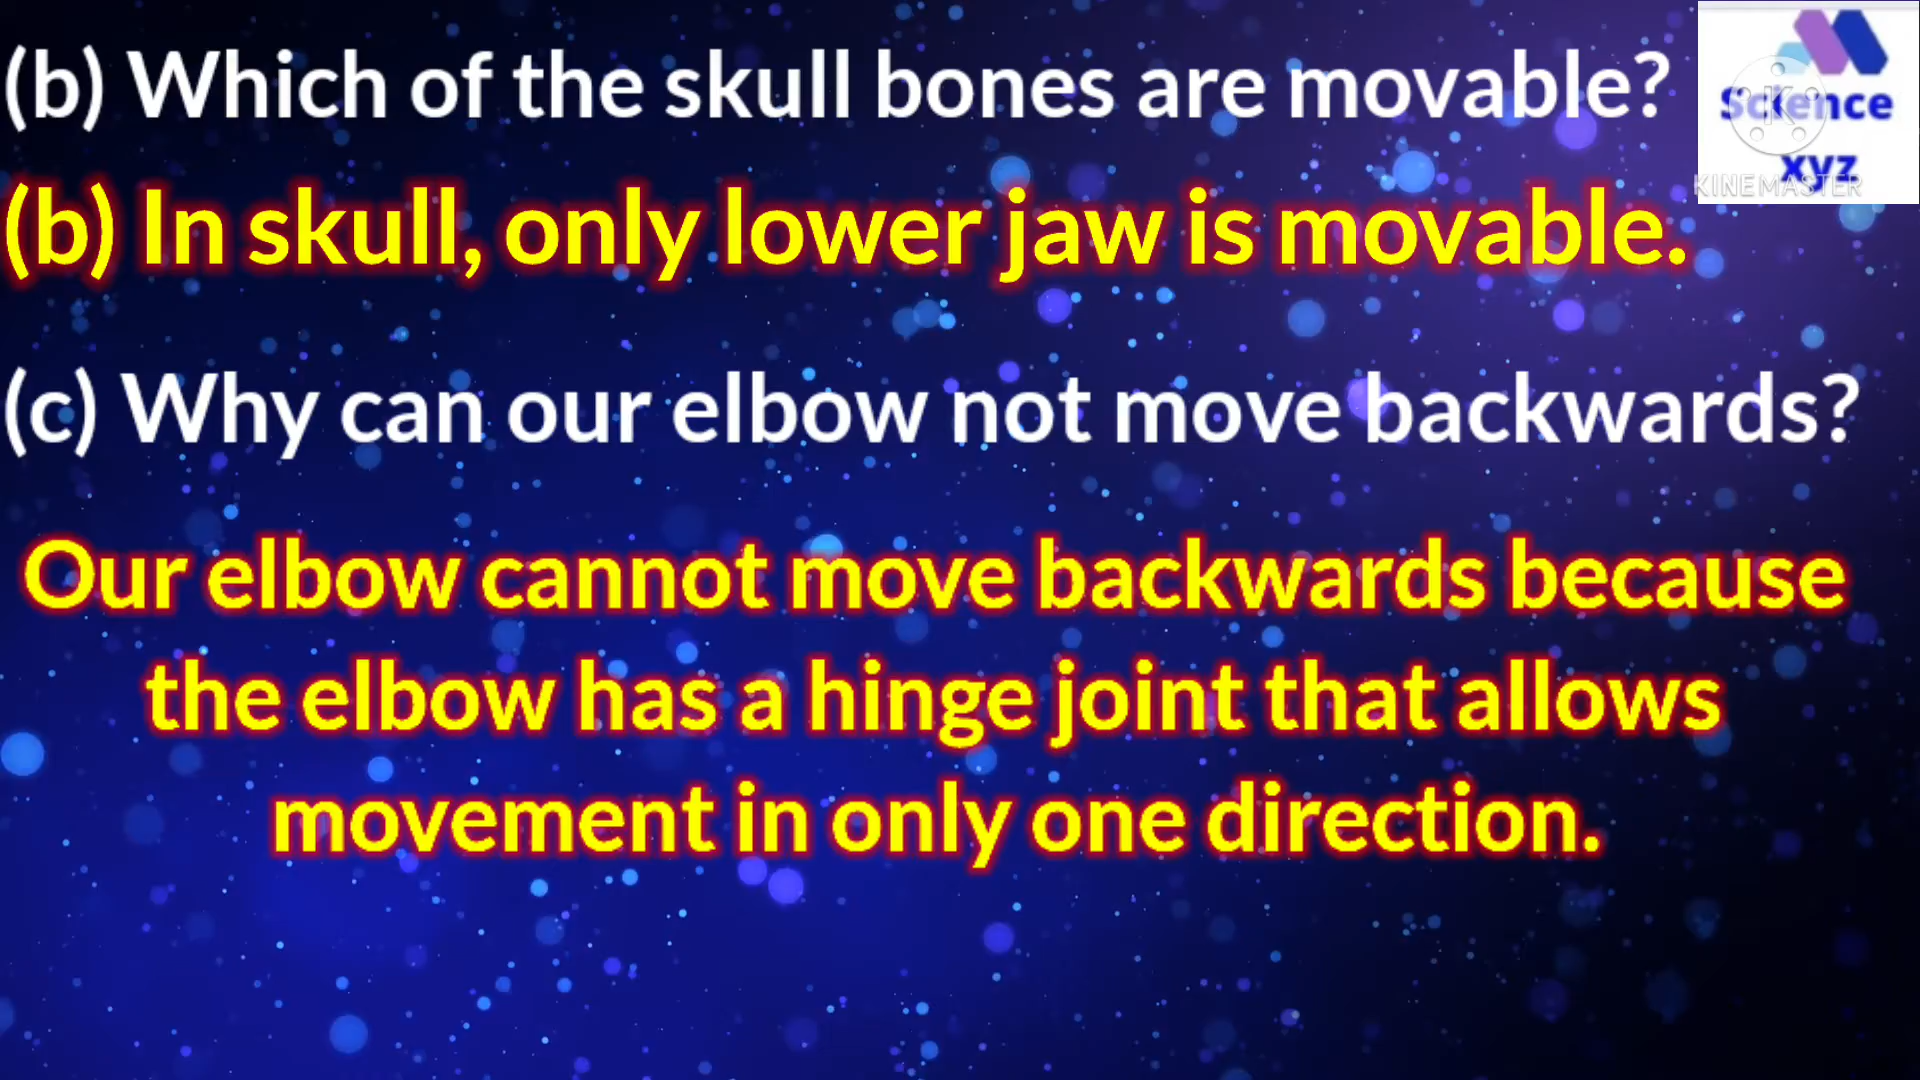 (b) Which of the skull bones are movable?
(b) In skull, only lower jaw is movable.
(c) Why can our elbow not move backwards?
Our elbow cannot move backwards because
the elbow has a hinge joint that allows
movement in only one direction.
Science
xyz
KINEMASTER